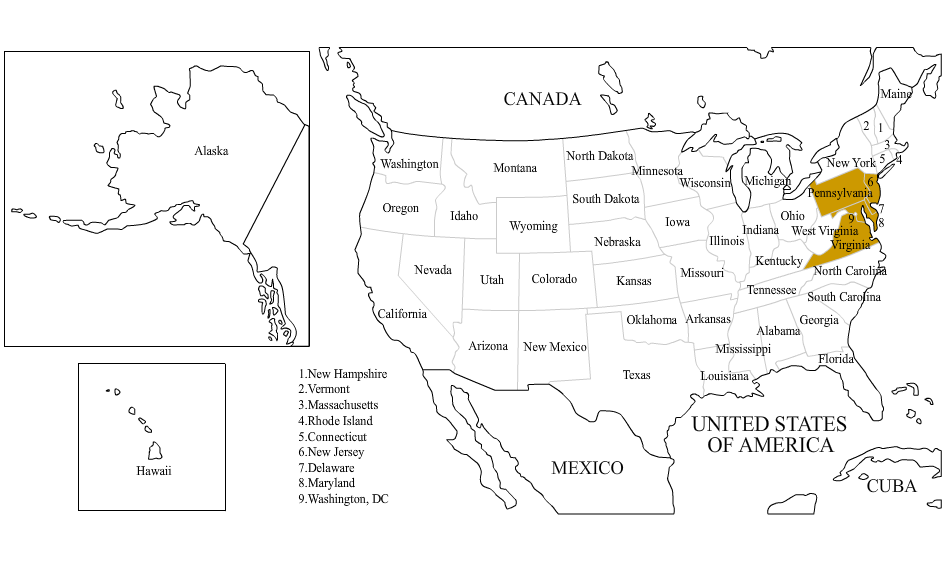 CANADA
Maine
2
1
Alaska
Washington
Montana
North Dakota
Minnesota
3
New York
5
4
Wisconsin
Michigan
6
Pennsylvania
Oregon
Idaho
South Dakota
7
Wyoming
Iowa
Ohio
9
8
Nebraska
Illinois
Indiana
West Virginia
Virginia
Nevada
Utah
Colorado
Kansas
Missouri
Kentucky
North Carolina
Tennessee
South Carolina
California
Oklahoma
Arkansas
Georgia
Alabama
Arizona
New Mexico
Mississippi
Florida
Texas
Louisiana
1.New Hampshire
2.Vermont
3.Massachusetts
4.Rhode Island
5.Connecticut
6.New Jersey
7.Delaware
8.Maryland
9.Washington, DC
UNITED STATES
OF AMERICA
Hawaii
MEXICO
CUBA